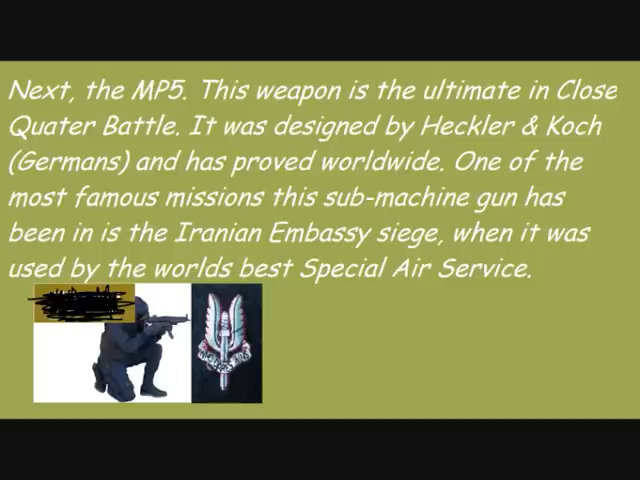 Next, the MP5. This weapon is the ultimate in Close
Quater Battle. It was designed by Heckler & Koch
(Germans) and has proved worldwide. One of the
most famous missions this sub-machine gun has
been in is the Iranian Embassy siege, when it was
used by the worlds best Special Air Service.